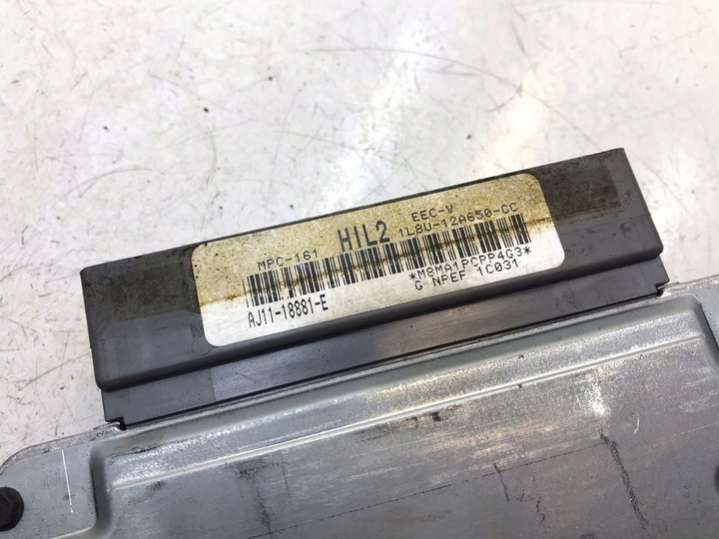 EEC-V
MPC-161 HIL2 1L8U-12A650-CC
*M8MA1PCPP4G3*
AJ11-18881-E G NPEF 1C031